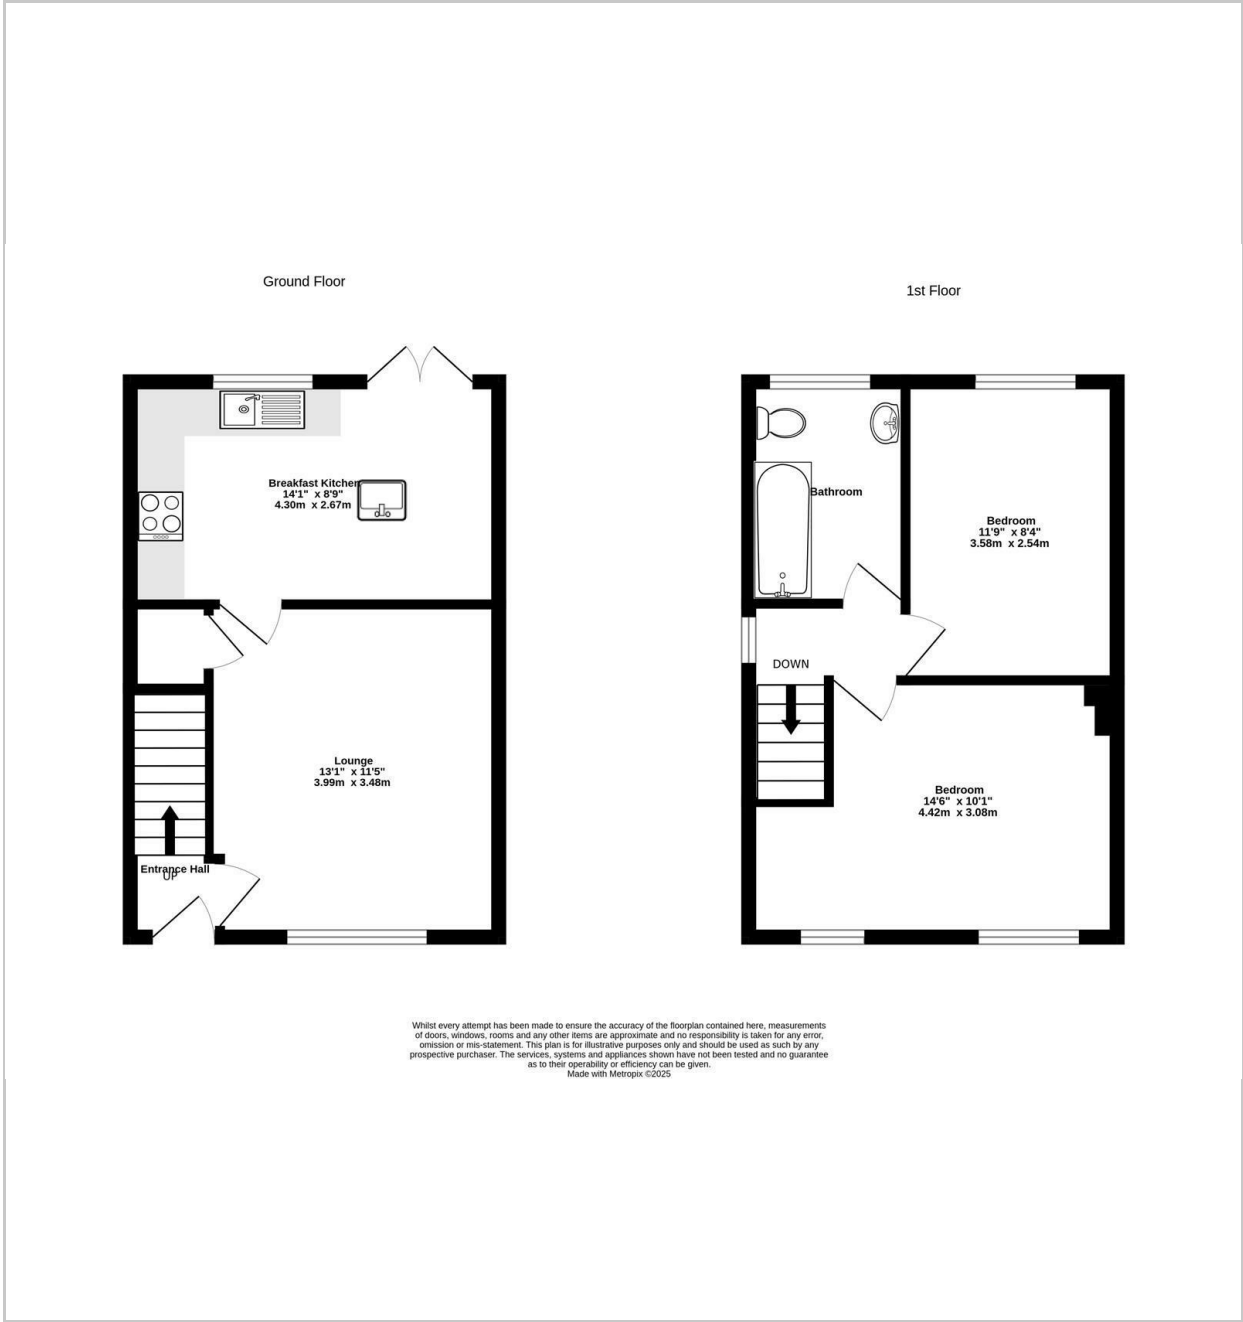 Ground Floor
1st Floor
Breakfast Kitchen
14'1" x 8'9"
4.30m x 2.67m
Lounge
13'1" x 11'5"
3.99m x 3.48m
Entrance Hall
UP
Bathroom
Bedroom
11'9" x 8'4"
3.58m x 2.54m
DOWN
Bedroom
14'6" x 10'1"
4.42m x 3.08m
Whilst every attempt has been made to ensure the accuracy of the floorplan contained here, measurements
of doors, windows, rooms and any other items are approximate and no responsibility is taken for any error,
omission or mis-statement. This plan is for illustrative purposes only and should be used as such by any
prospective purchaser. The services, systems and appliances shown have not been tested and no guarantee
as to their operability or efficiency can be given.
Made with Metropix ©2025